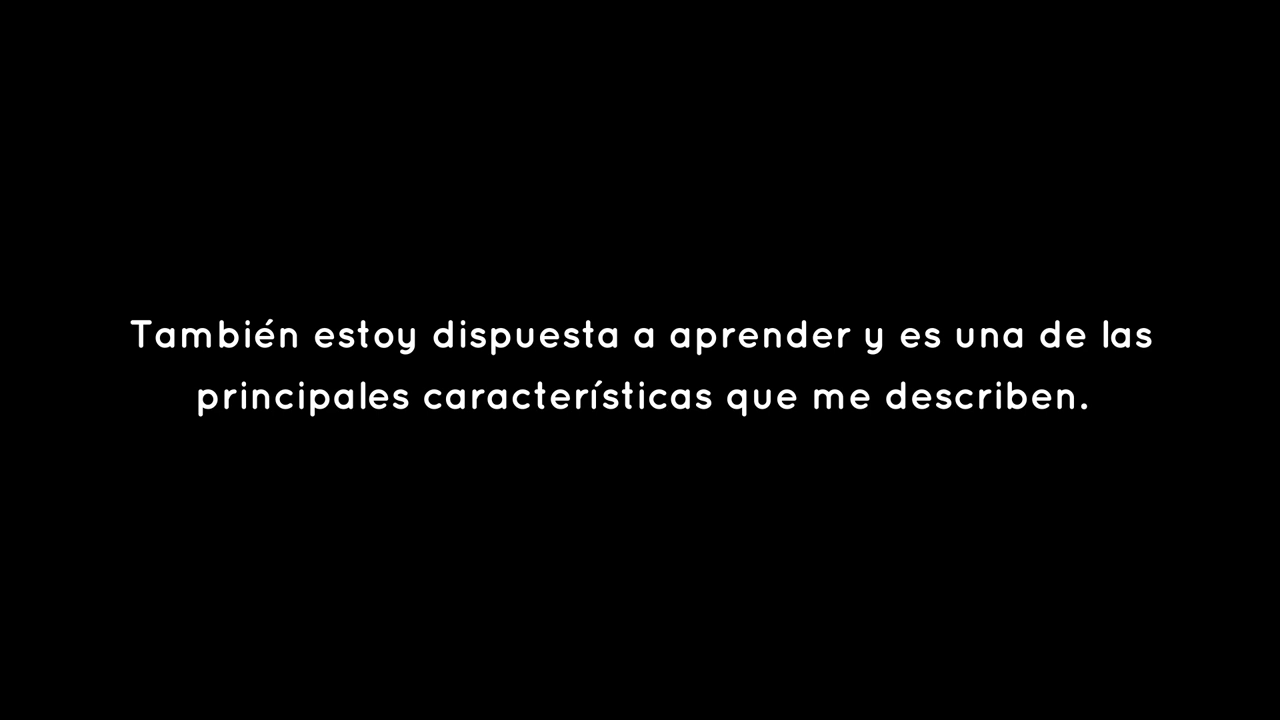 También estoy dispuesta a aprender y es una de las
principales características que me describen.